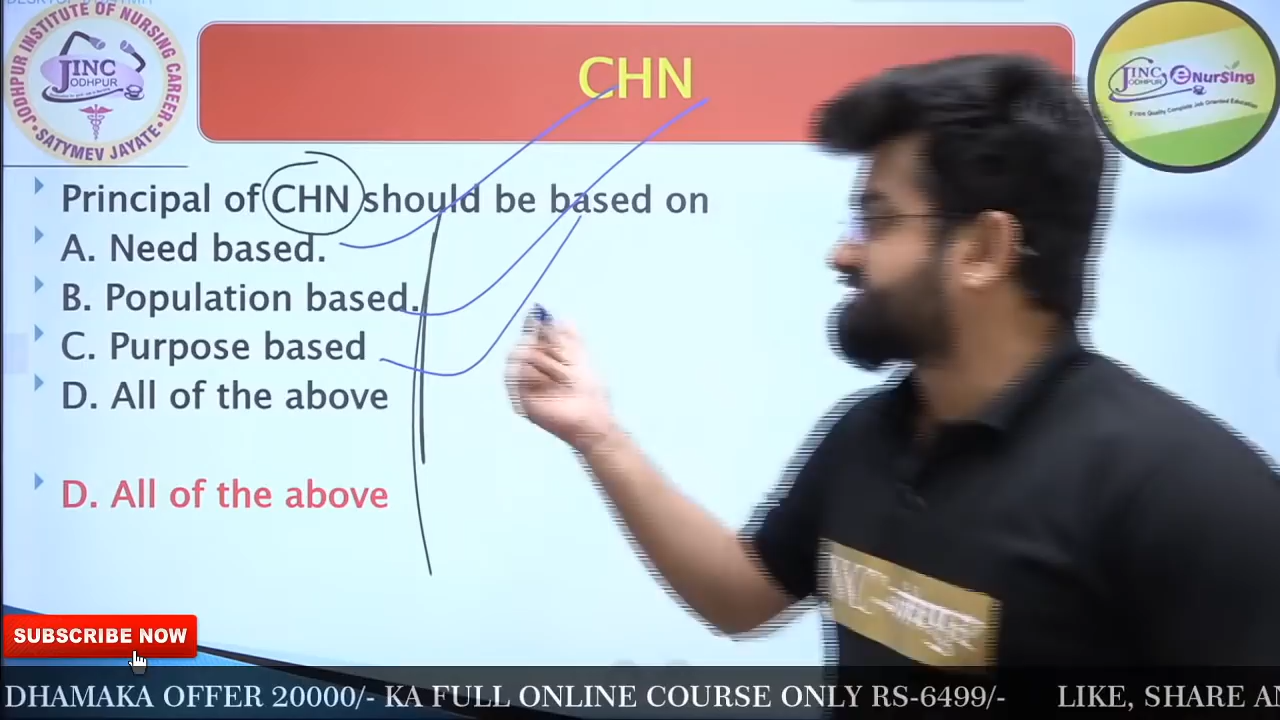 JODHPUR INSTITUTE OF NURSING CAREER
JINC
JODHPUR
SATYMEV JAYATE
CHN
JINC
JODHPUR
eNurSing
Principal of CHN should be based on
A. Need based.
B. Population based.
C. Purpose based
D. All of the above
D. All of the above
SUBSCRIBE NOW
DHAMAKA OFFER 20000/- KA FULL ONLINE COURSE ONLY RS-6499/- LIKE, SHARE AN